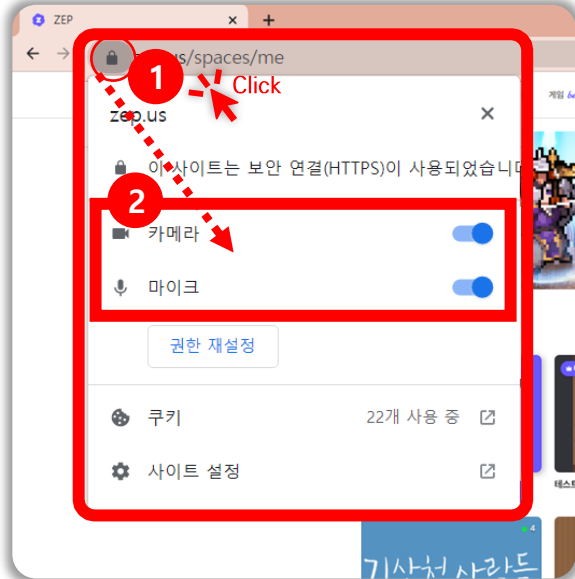 ZEP
us/spaces/me
1
Click
게임
zep.us
이 사이트는 보안 연결(HTTPS)이 사용되었습니다
2
카메라
마이크
권한 재설정
쿠키 22개 사용 중
사이트 설정
테스트
4
기사처 사람들